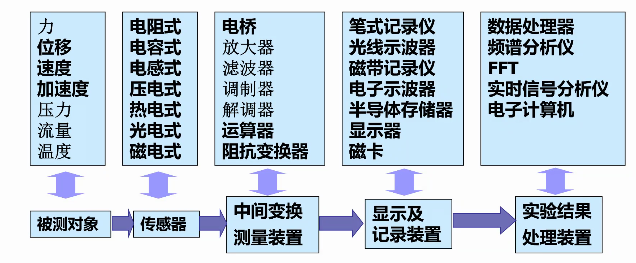 力
位移
速度
加速度
压力
流量
温度
电阻式
电容式
电感式
压电式
热电式
光电式
磁电式
电桥
放大器
滤波器
调制器
解调器
运算器
阻抗变换器
笔式记录仪
光线示波器
磁带记录仪
电子示波器
半导体存储器
显示器
磁卡
数据处理器
频谱分析仪
FFT
实时信号分析仪
电子计算机
被测对象
传感器
中间变换
测量装置
显示及
记录装置
实验结果
处理装置